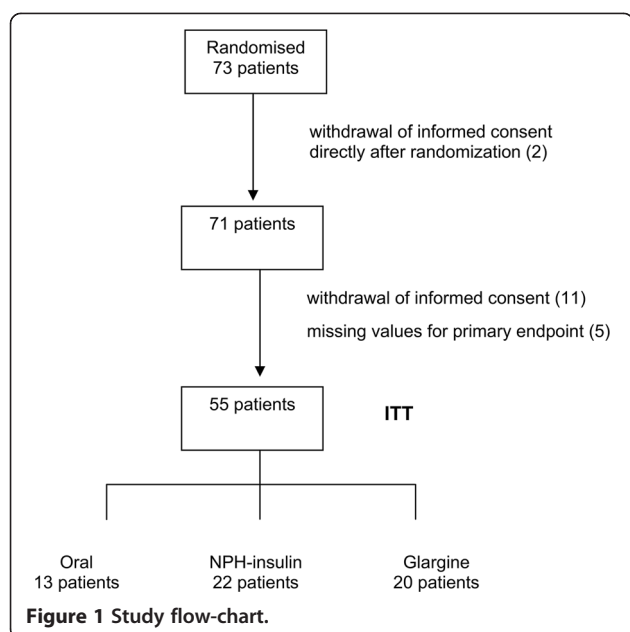 Randomised
73 patients
withdrawal of informed consent
directly after randomization (2)
71 patients
withdrawal of informed consent (11)
missing values for primary endpoint (5)
55 patients
ITT
Oral
13 patients
NPH-insulin
22 patients
Glargine
20 patients
Figure 1 Study flow-chart.